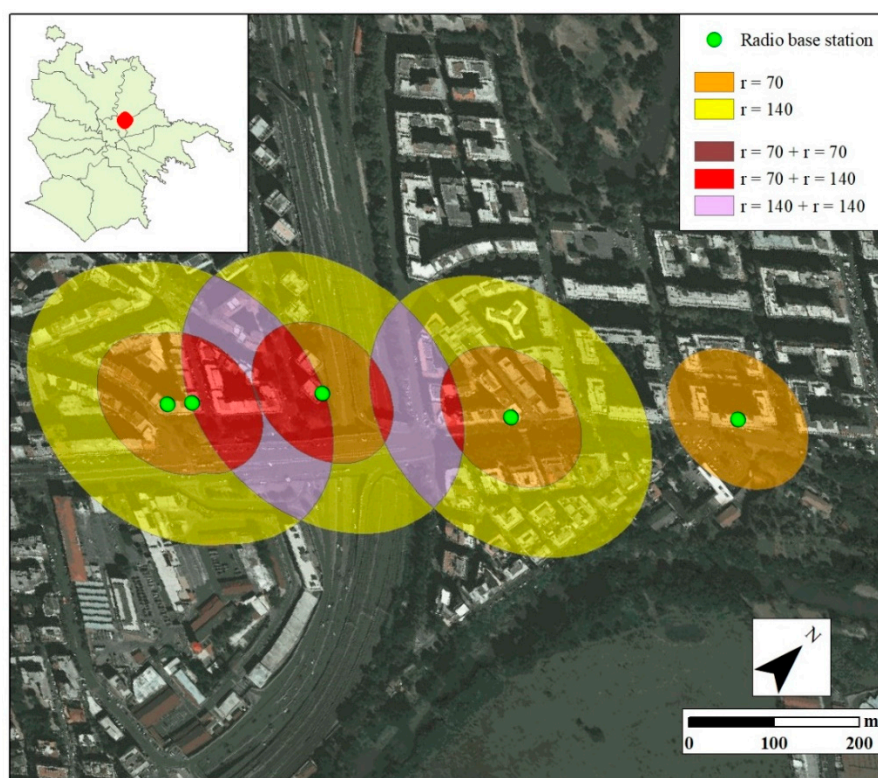 Radio base station
r = 70
r = 140
r = 70 + r = 70
r = 70 + r = 140
r = 140 + r = 140
N
m
0 100 200